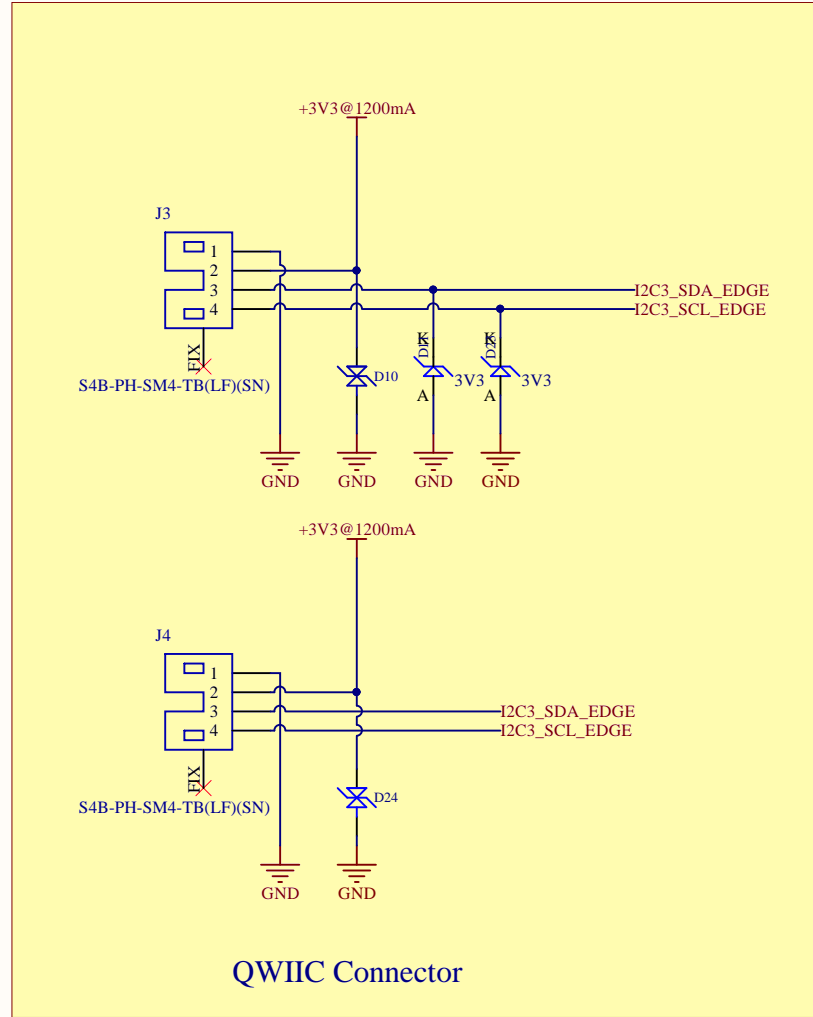 +3V3@1200mA
J3
1
2
3
4
I2C3_SDA_EDGE
I2C3_SCL_EDGE
FIX
S4B-PH-SM4-TB(LF)(SN)
D10
K
A
3V3
K
A
3V3
GND
GND
GND
GND
+3V3@1200mA
J4
1
2
3
4
I2C3_SDA_EDGE
I2C3_SCL_EDGE
FIX
S4B-PH-SM4-TB(LF)(SN)
D24
GND
GND
QWIIC Connector